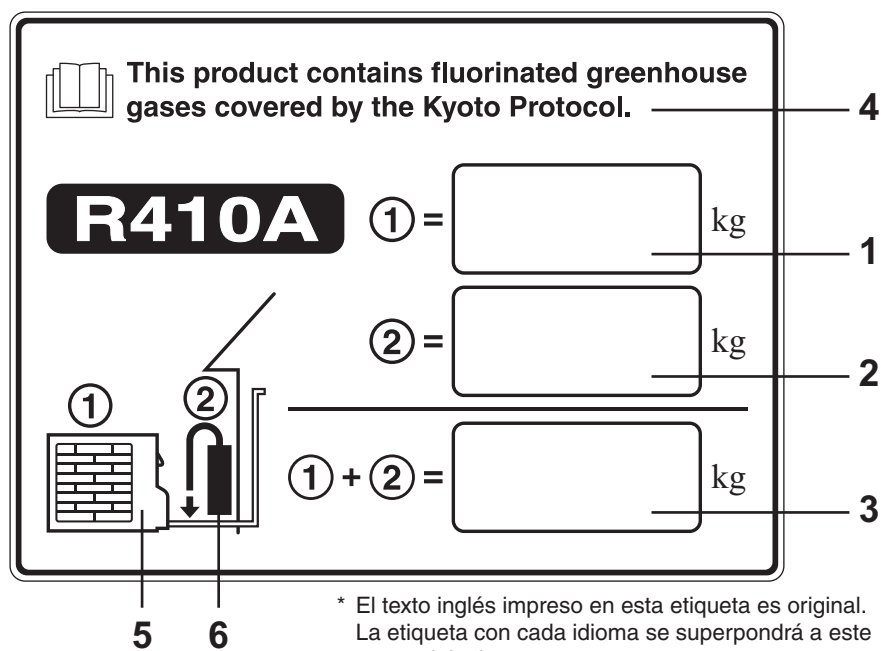 This product contains fluorinated greenhouse
gases covered by the Kyoto Protocol.
4
R410A
① =
kg
1
② =
kg
2
①
②
① + ② =
kg
3
5
6
* El texto inglés impreso en esta etiqueta es original.
La etiqueta con cada idioma se superpondrá a este